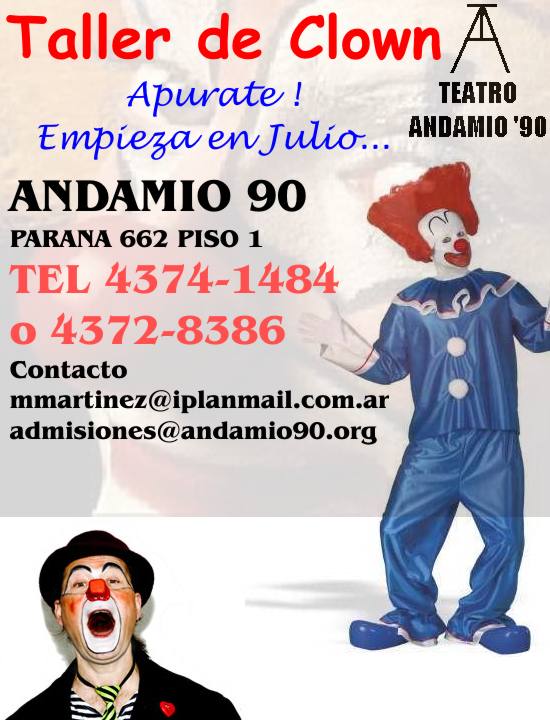 Taller de Clown
Apurate !
Empieza en Julio...
TEATRO
ANDAMIO '90
ANDAMIO 90
PARANA 662 PISO 1
TEL 4374-1484
o 4372-8386
Contacto
mmartinez@iplanmail.com.ar
admisiones@andamio90.org